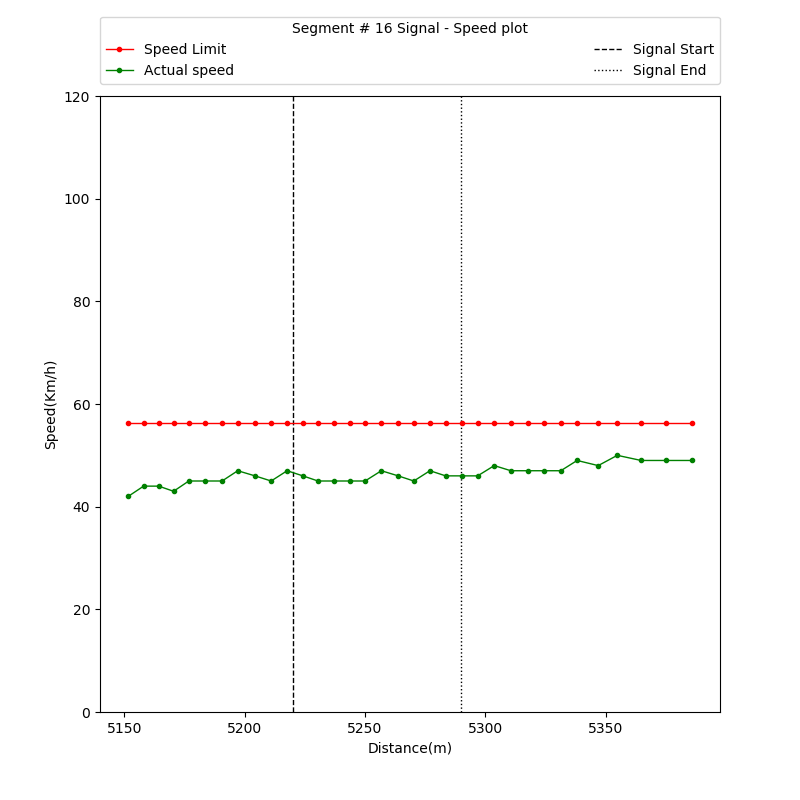 Segment # 16 Signal - Speed plot
Speed Limit
Actual speed
Signal Start
Signal End
120
100
80
60
40
20
0
Speed(Km/h)
5150 5200 5250 5300 5350
Distance(m)